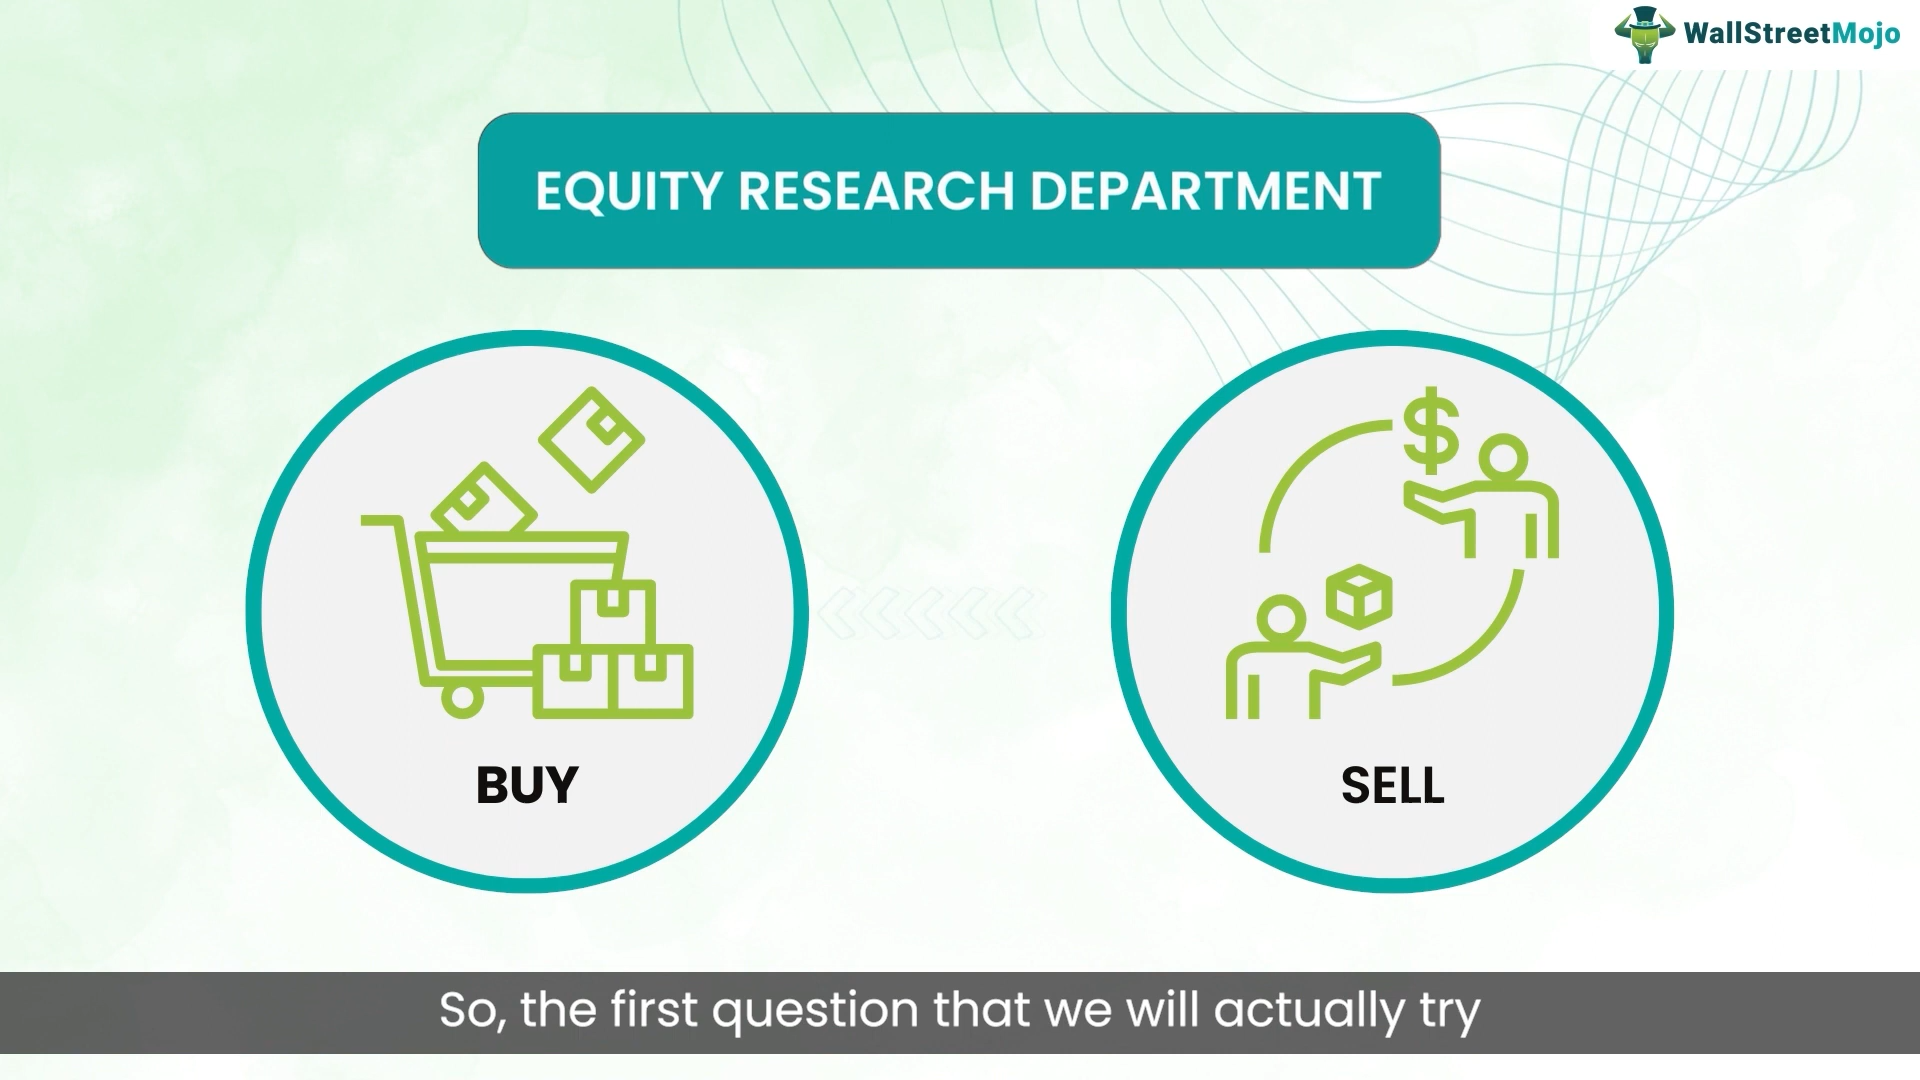 WallStreetMojo
EQUITY RESEARCH DEPARTMENT
$
BUY
SELL
So, the first question that we will actually try